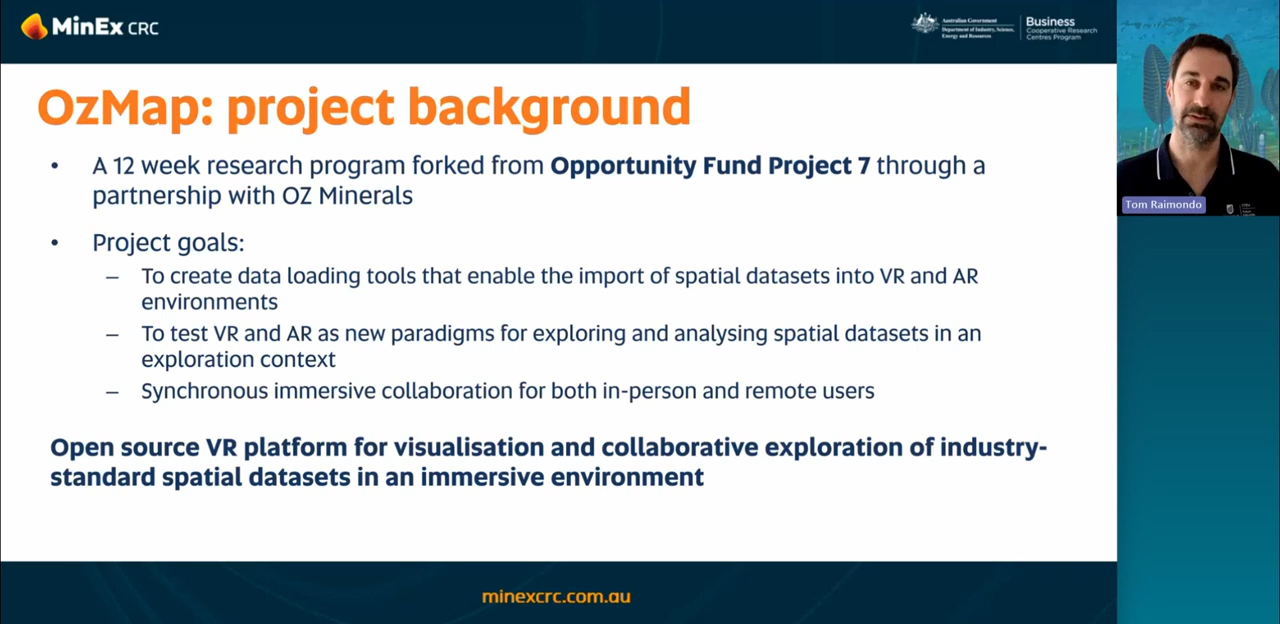 MinEx CRC
Australian Government
Department of Industry, Science,
Energy and Resources
Business
Cooperative Research
Centres Program
OzMap: project background
• A 12 week research program forked from Opportunity Fund Project 7 through a
partnership with OZ Minerals
• Project goals:
– To create data loading tools that enable the import of spatial datasets into VR and AR
environments
– To test VR and AR as new paradigms for exploring and analysing spatial datasets in an
exploration context
– Synchronous immersive collaboration for both in-person and remote users
Open source VR platform for visualisation and collaborative exploration of industry-
standard spatial datasets in an immersive environment
minexcrc.com.au
Tom Raimondo